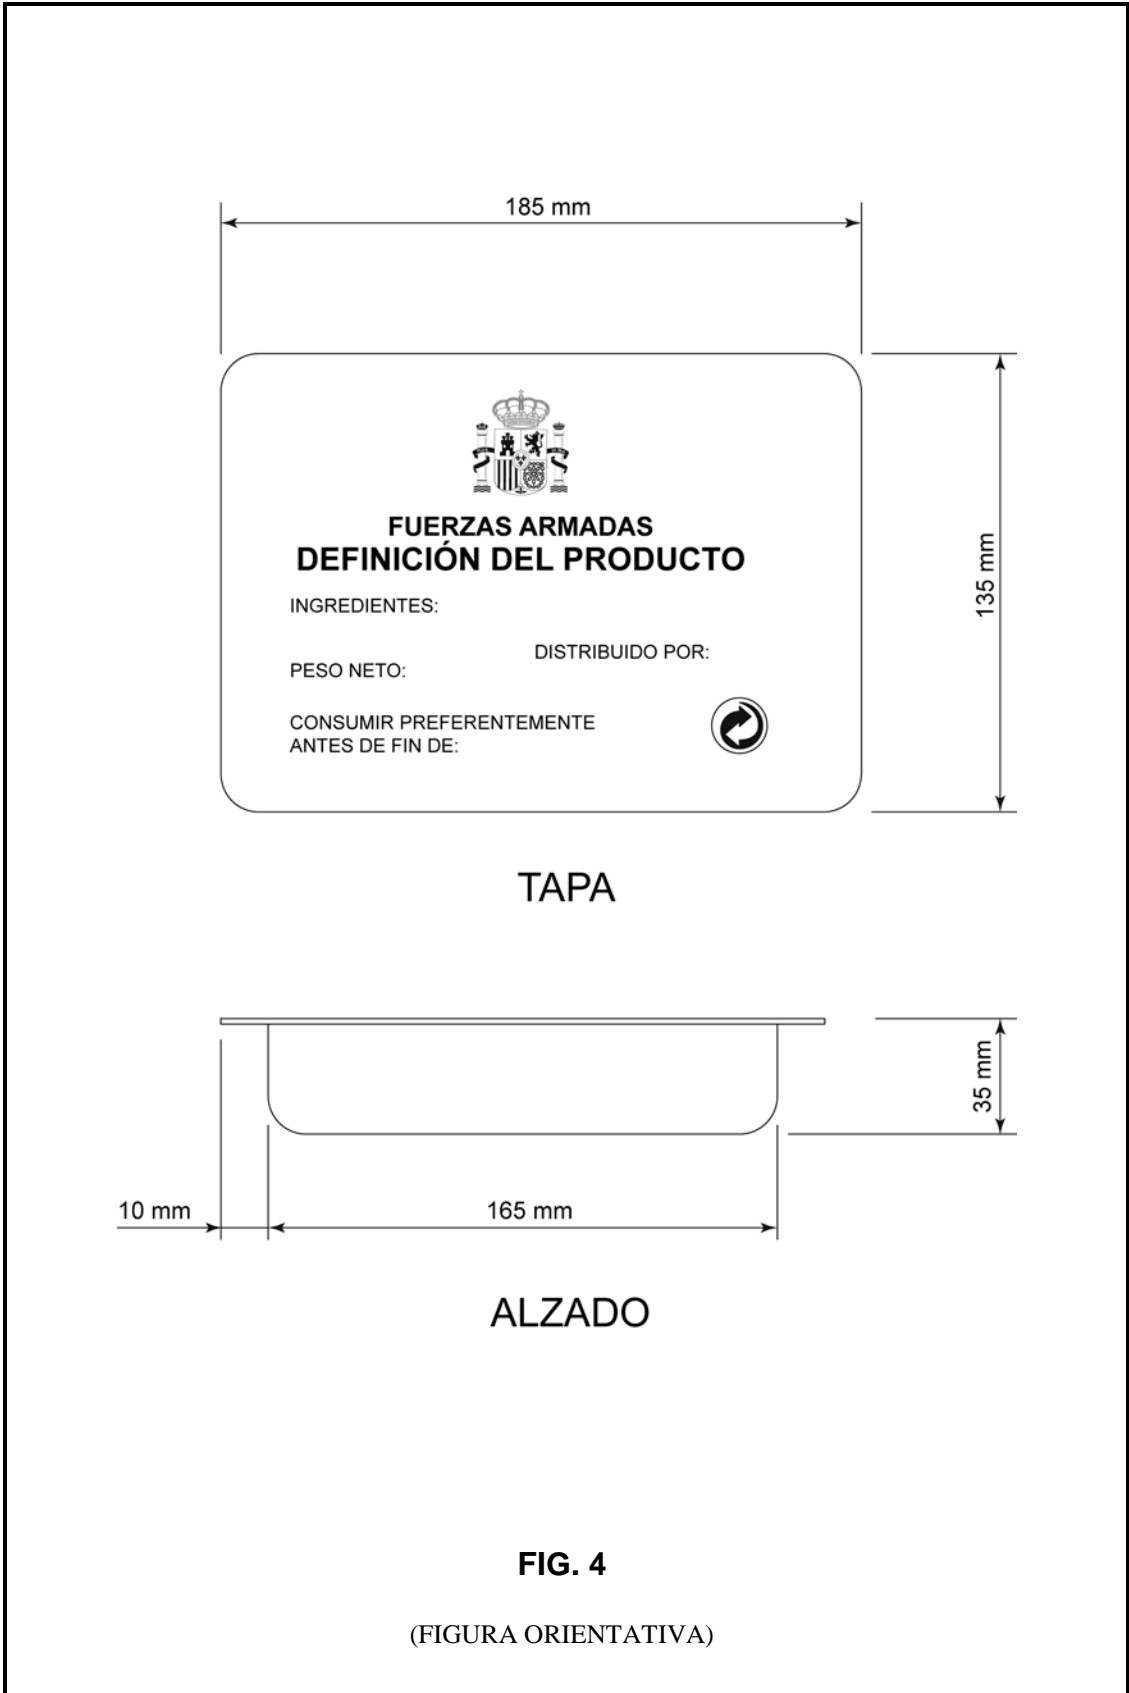 185 mm
FUERZAS ARMADAS
DEFINICIÓN DEL PRODUCTO
INGREDIENTES:
DISTRIBUIDO POR:
PESO NETO:
CONSUMIR PREFERENTEMENTE
ANTES DE FIN DE:
135 mm
TAPA
35 mm
10 mm
165 mm
ALZADO
FIG. 4
(FIGURA ORIENTATIVA)